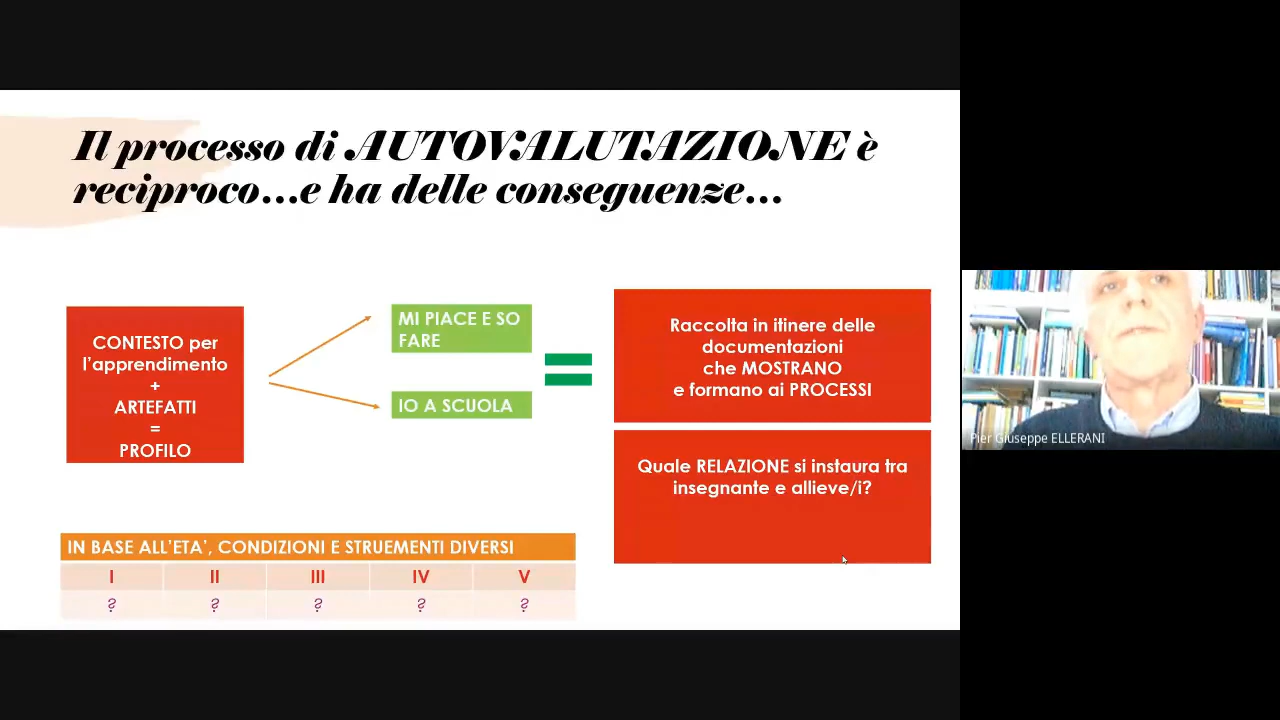 Il processo di AUTOVALUTAZIONE è
reciproco...e ha delle conseguenze...
CONTESTO per
l'apprendimento
+
ARTEFATTI
=
PROFILO
MI PIACE E SO
FARE
IO A SCUOLA
Raccolta in itinere delle
documentazioni
che MOSTRANO
e formano ai PROCESSI
Quale RELAZIONE si instaura tra
insegnante e allieve/i?
IN BASE ALL'ETA', CONDIZIONI E STRUEMENTI DIVERSI
I II III IV V
? ? ? ? ?
Pier Giuseppe ELLERANI